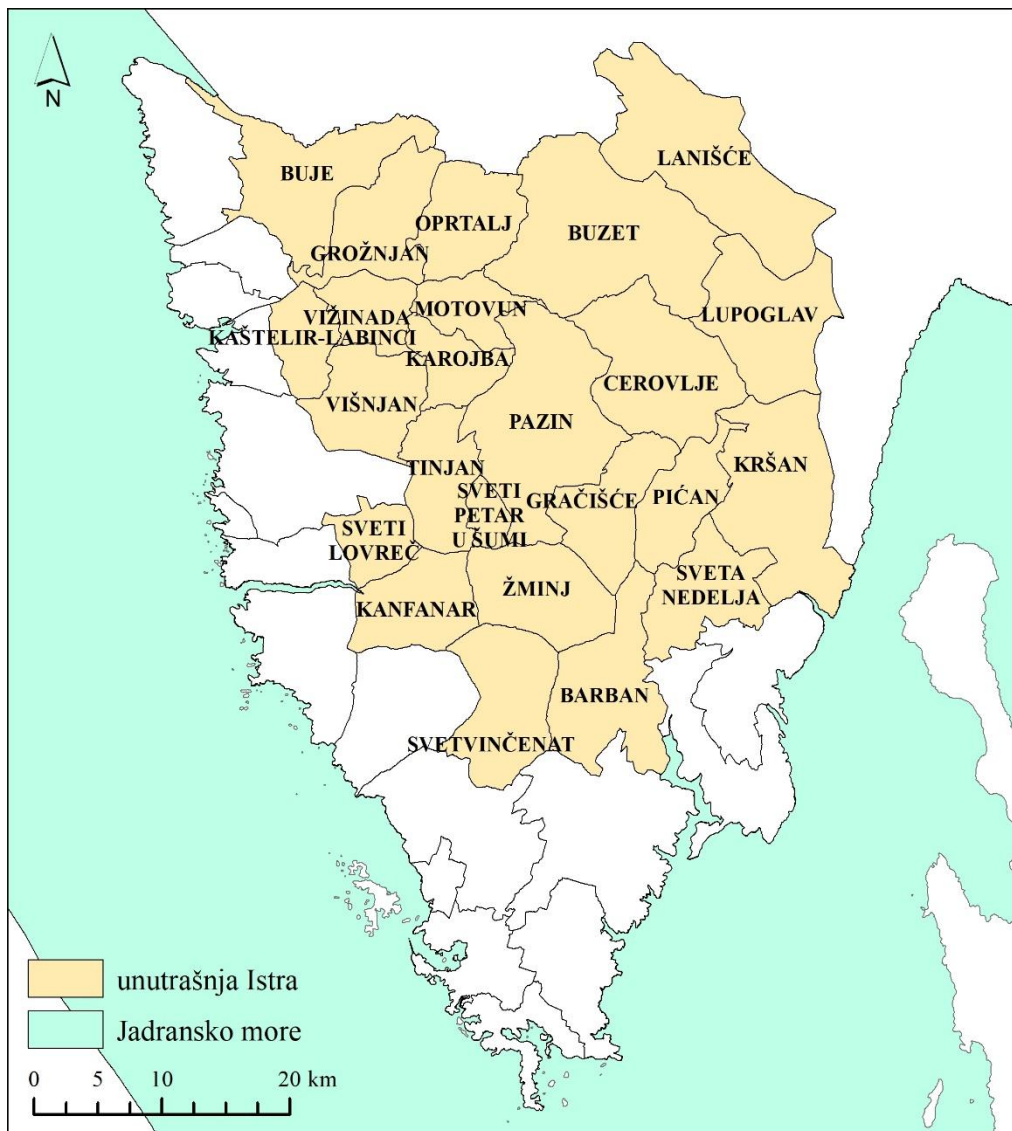 N
LANIŠĆE
BUJE
OPRTALJ
BUZET
GROŽNJAN
MOTOVUN
VIŽINADA
LUPOGLAV
KAŠTELIR-LABINCI
KAROJBA
CEROVLJE
VIŠNJAN
PAZIN
TINJAN
KRŠAN
SVETI
PETAR
U ŠUMI
GRAČIŠĆE
PIĆAN
SVETI
LOVREČ
SVETA
NEDELJA
ŽMINJ
KANFANAR
BARBAN
SVETVINČENAT
unutrašnja Istra
Jadransko more
0 5 10 20 km